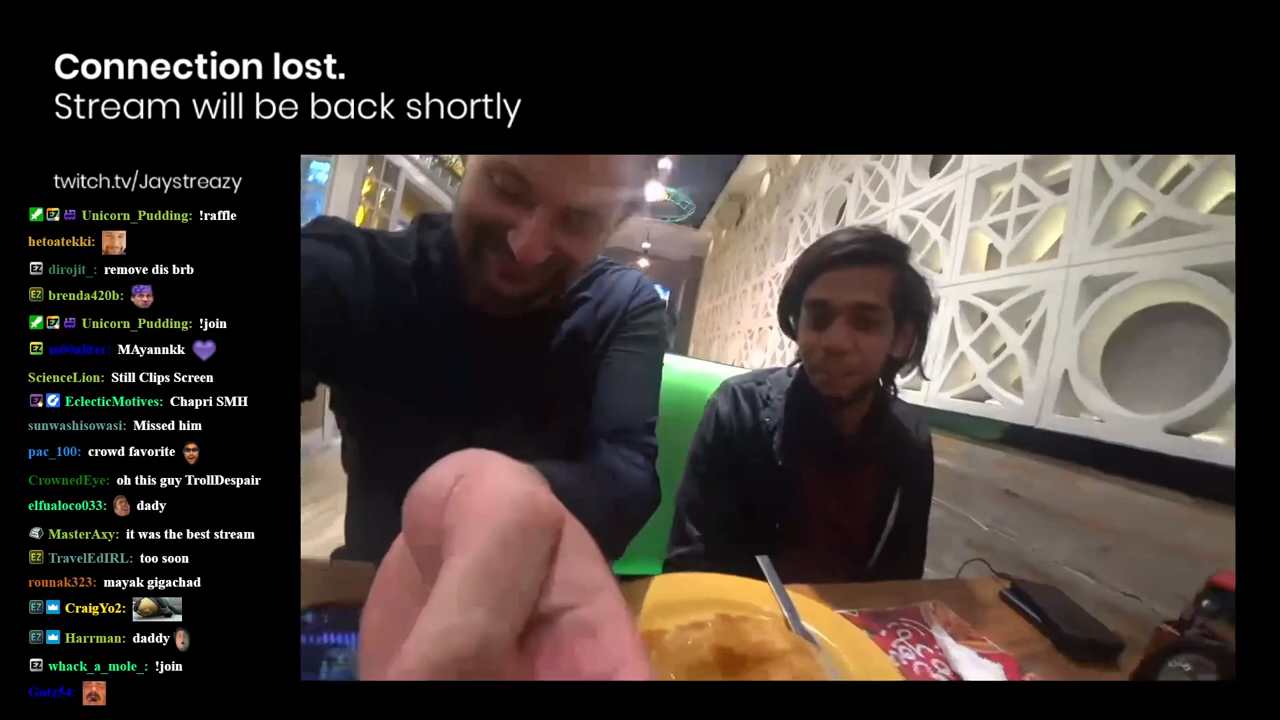 Connection lost.
Stream will be back shortly
twitch.tv/Jaystreazy
Unicorn_Pudding: !raffle
hetoatekki:
dirojit_: remove dis brb
brenda420b:
Unicorn_Pudding: !join
m00nliter: MAyannkk
ScienceLion: Still Clips Screen
EclecticMotives: Chapri SMH
sunwashisowasi: Missed him
pac_100: crowd favorite
CrownedEye: oh this guy TrollDespair
elfualoco033: dady
MasterAxy: it was the best stream
TravelEdIRL: too soon
rounak323: mayak gigachad
CraigYo2:
Harrman: daddy
whack_a_mole_: !join